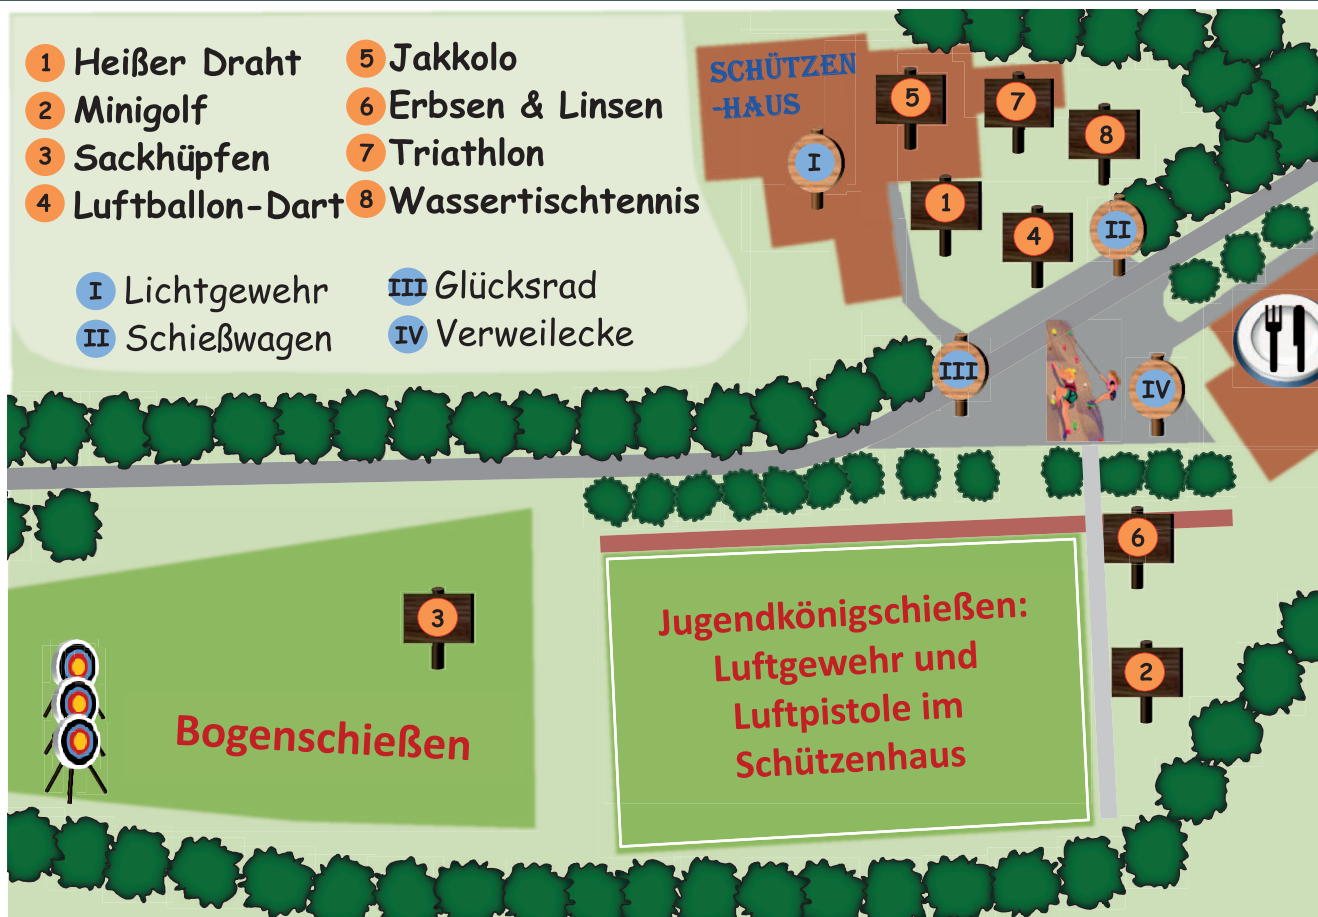 1 Heißer Draht
2 Minigolf
3 Sackhüpfen
4 Luftballon-Dart
5 Jakkolo
6 Erbsen & Linsen
7 Triathlon
8 Wassertischtennis
I Lichtgewehr
II Schießwagen
III Glücksrad
IV Verweilecke
SCHÜTZEN
-HAUS
5
7
8
I
1
4
II
III
IV
6
3
2
Jugendkönigschießen:
Luftgewehr und
Luftpistole im
Schützenhaus
Bogenschießen